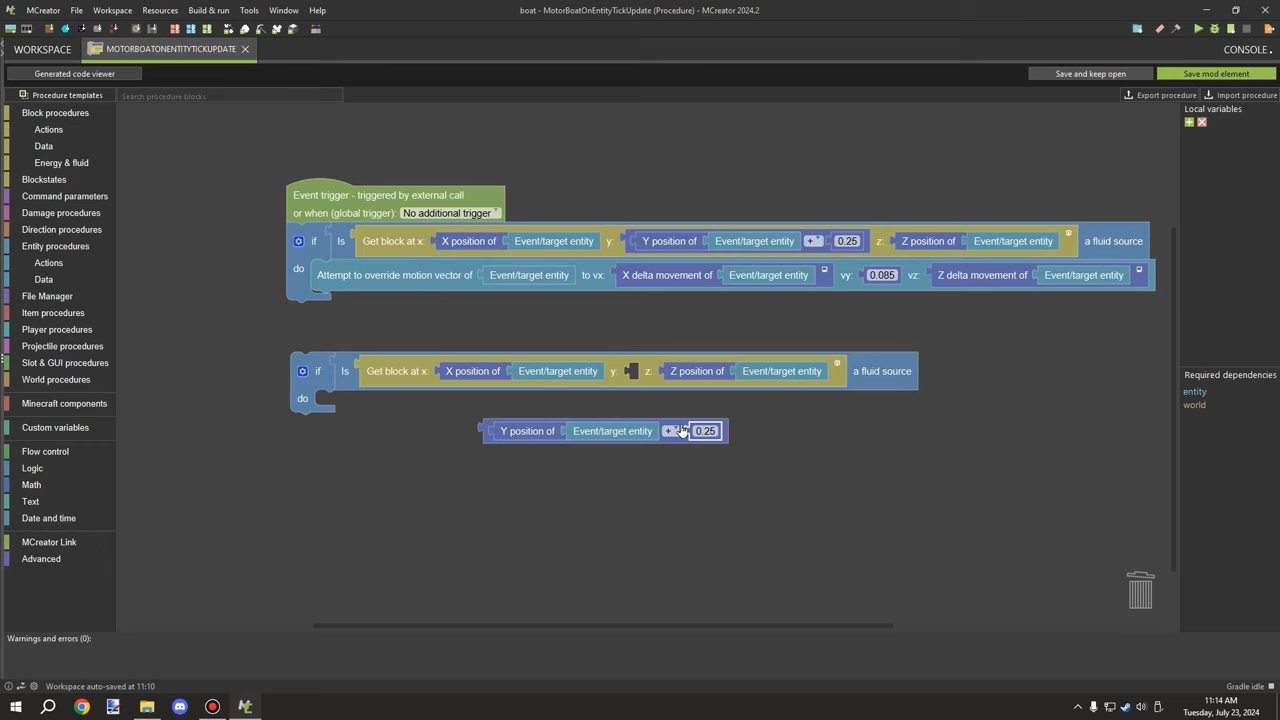 MCreator Workspace Resources Build & run Tools Window Help
boat - MotorBoatOnEntityTickUpdate (Procedure) - MCreator 2024.2
WORKSPACE
MOTORBOATONENTITYTICKUPDATE
CONSOLE
Generated code viewer
Save and keep open
Save mod element
Procedure templates
Search procedure blocks
Export procedure
Import procedure
Block procedures
Actions
Data
Energy & fluid
Blockstates
Command parameters
Damage procedures
Direction procedures
Entity procedures
Actions
Data
File Manager
Item procedures
Player procedures
Projectile procedures
Slot & GUI procedures
World procedures
Minecraft components
Custom variables
Flow control
Logic
Math
Text
Date and time
MCreator Link
Advanced
Event trigger - triggered by external call
or when (global trigger): No additional trigger
if Is Get block at x: X position of Event/target entity y: Y position of Event/target entity + 0.25 z: Z position of Event/target entity a fluid source
do Attempt to override motion vector of Event/target entity to vx: X delta movement of Event/target entity vy: 0.085 vz: Z delta movement of Event/target entity
if Is Get block at x: X position of Event/target entity y: z: Z position of Event/target entity a fluid source
do
Y position of Event/target entity + 0.25
Local variables
Required dependencies
entity
world
Warnings and errors (0):
Workspace auto-saved at 11:10
Gradle idle
11:14 AM
Tuesday, July 23, 2024